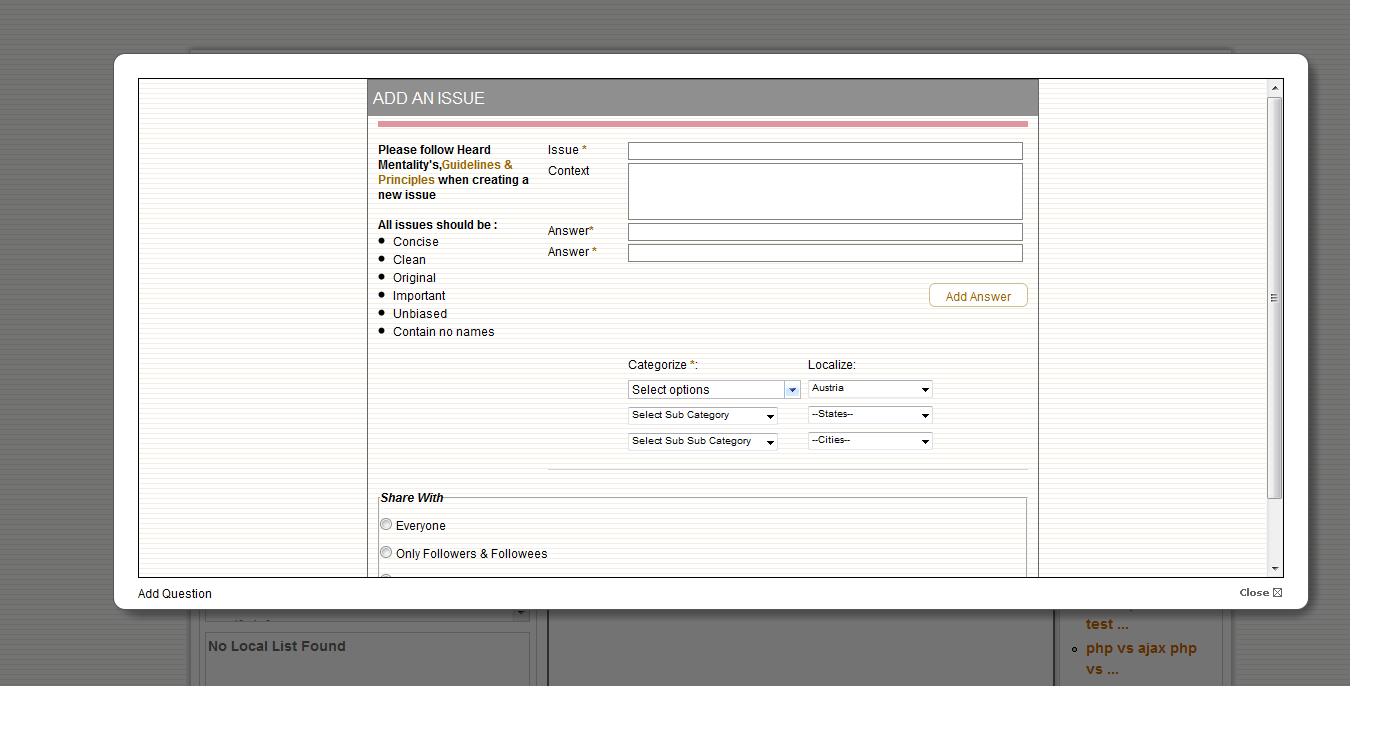 ADD AN ISSUE
Please follow Heard
Mentality's,Guidelines &
Principles when creating a
new issue
All issues should be :
Concise
Clean
Original
Important
Unbiased
Contain no names
Issue *
Context
Answer*
Answer *
Add Answer
Categorize *:
Localize:
Select options
Austria
Select Sub Category
--States--
Select Sub Sub Category
--Cities--
Share With
Everyone
Only Followers & Followees
Add Question
Close
No Local List Found
test ...
php vs ajax php
vs ...